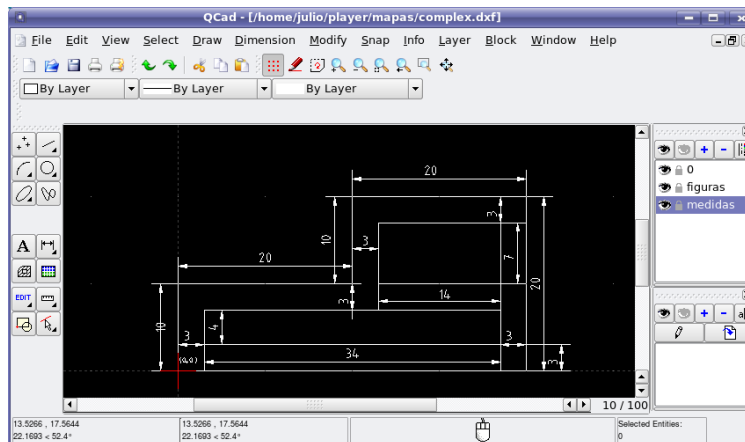 QCad - [/home/julio/player/mapas/complex.dxf]
File Edit View Select Draw Dimension Modify Snap Info Layer Block Window Help
By Layer By Layer By Layer
0
figuras
medidas
20
3
10
3
7
20
20
14
3
10
4
3
3
34
3
(0,0)
A
EDIT
10 / 100
13.5266 , 17.5644
22.1693 < 52.4°
13.5266 , 17.5644
22.1693 < 52.4°
Selected Entities:
0